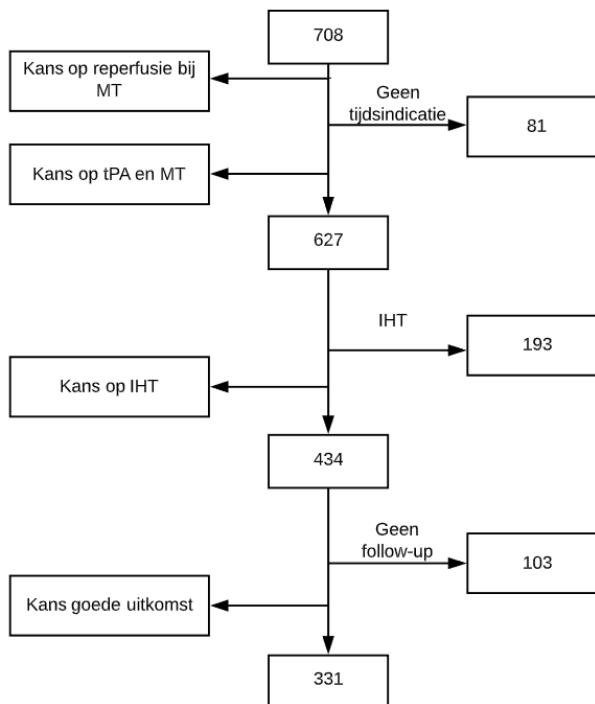 708
Kans op reperfusie bij
MT
Geen
tijdsindicatie
81
Kans op tPA en MT
627
IHT
193
Kans op IHT
434
Geen
follow-up
103
Kans goede uitkomst
331